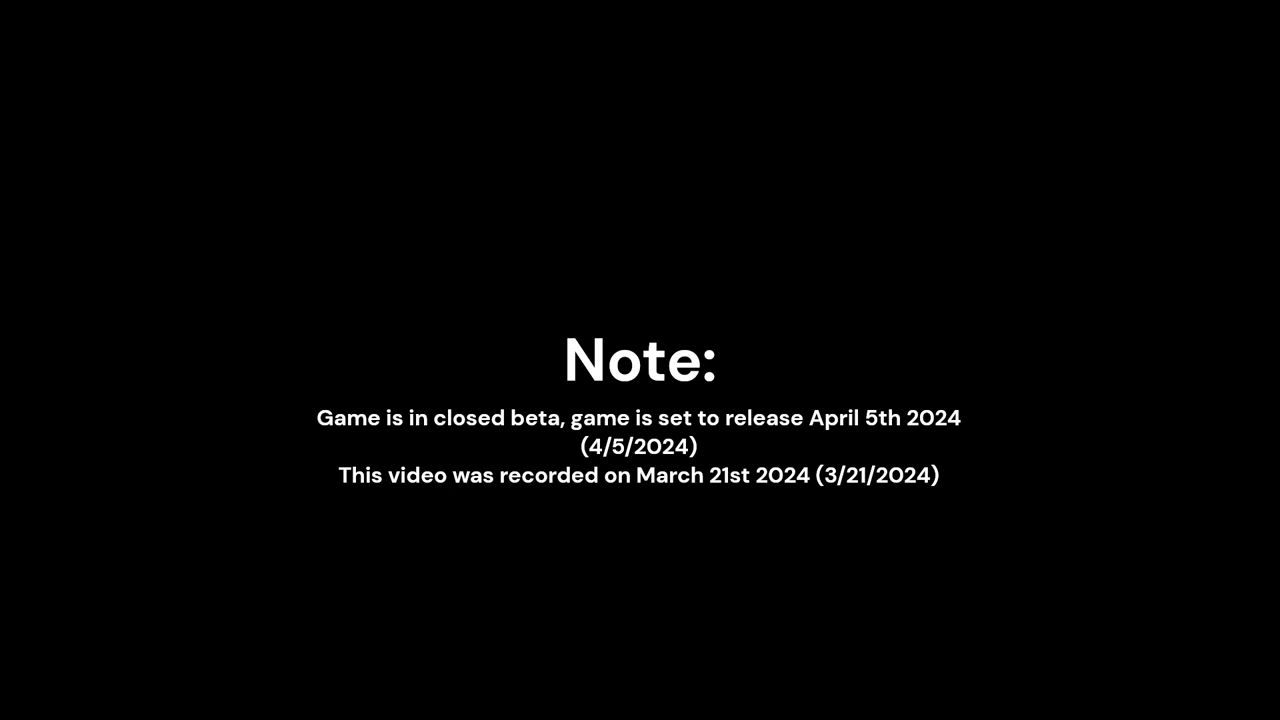 Note:
Game is in closed beta, game is set to release April 5th 2024
(4/5/2024)
This video was recorded on March 21st 2024 (3/21/2024)